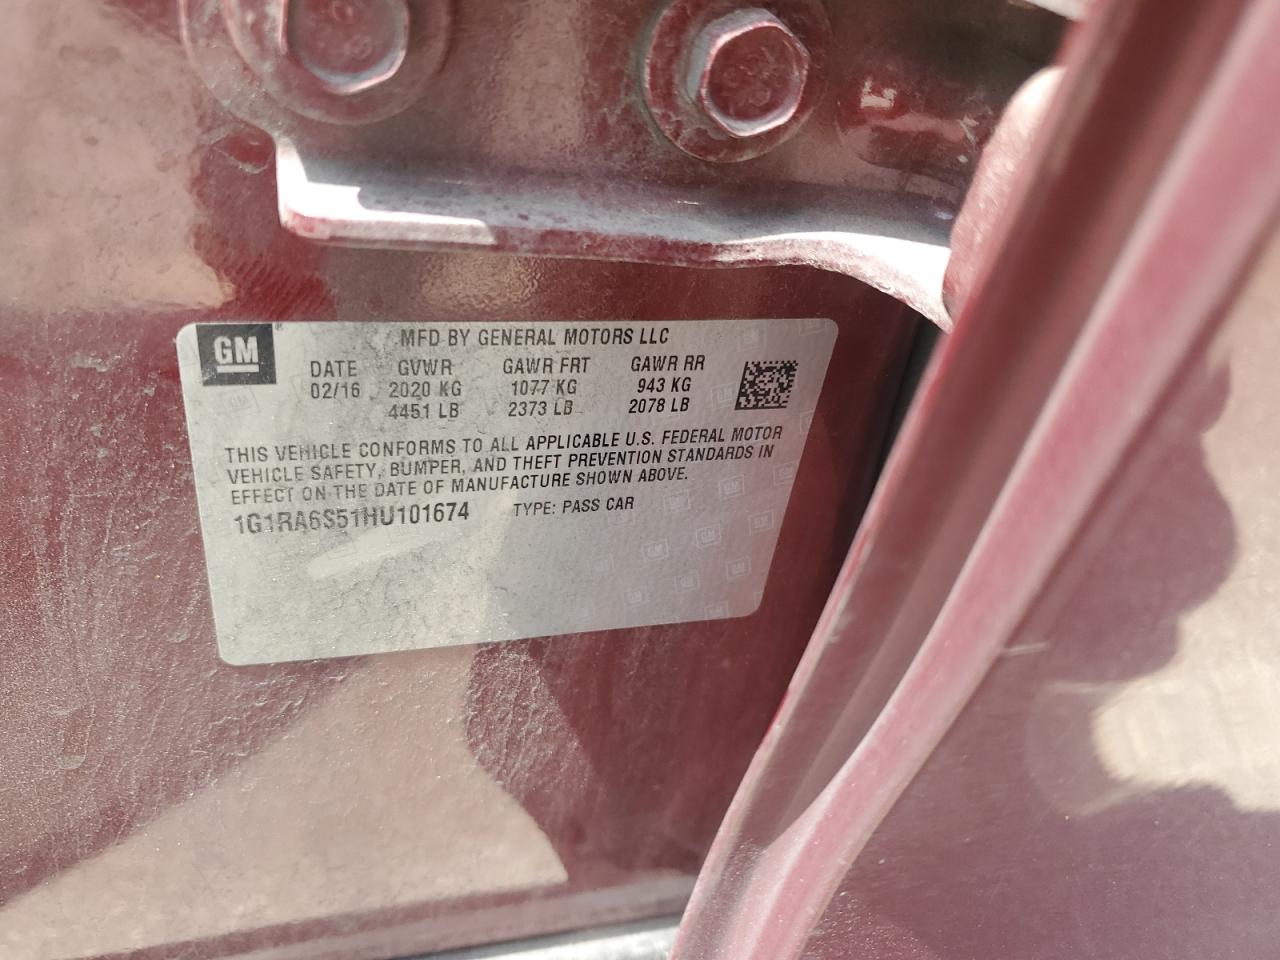 GM
MFD BY GENERAL MOTORS LLC
DATE GVWR GAWR FRT GAWR RR
02/16 2020 KG 1077 KG 943 KG
4451 LB 2373 LB 2078 LB
THIS VEHICLE CONFORMS TO ALL APPLICABLE U.S. FEDERAL MOTOR
VEHICLE SAFETY, BUMPER, AND THEFT PREVENTION STANDARDS IN
EFFECT ON THE DATE OF MANUFACTURE SHOWN ABOVE.
1G1RA6S51HU101674 TYPE: PASS CAR